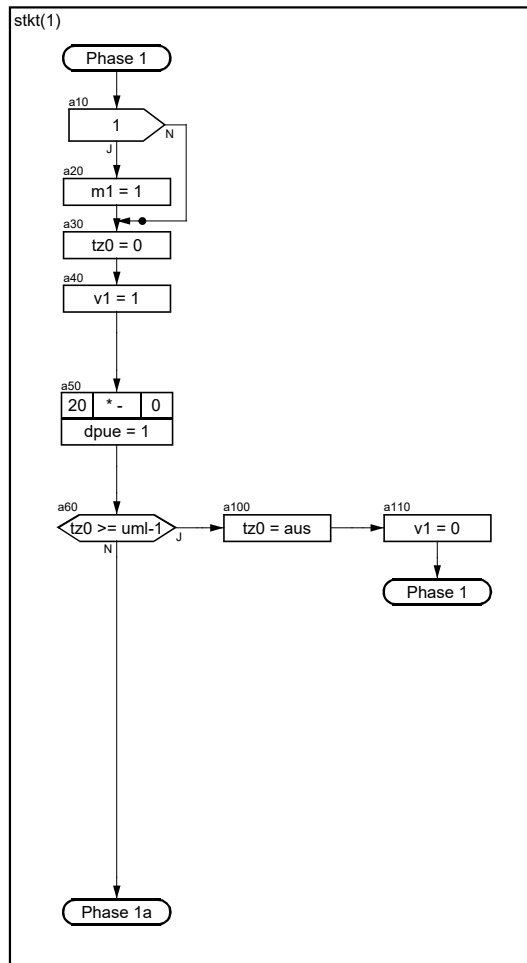 stkt(1)
Phase 1
a10
1
N
J
a20
m1 = 1
a30
tz0 = 0
a40
v1 = 1
a50
20 * - 0
dpue = 1
a60
tz0 >= uml-1
J
N
a100
tz0 = aus
a110
v1 = 0
Phase 1
Phase 1a